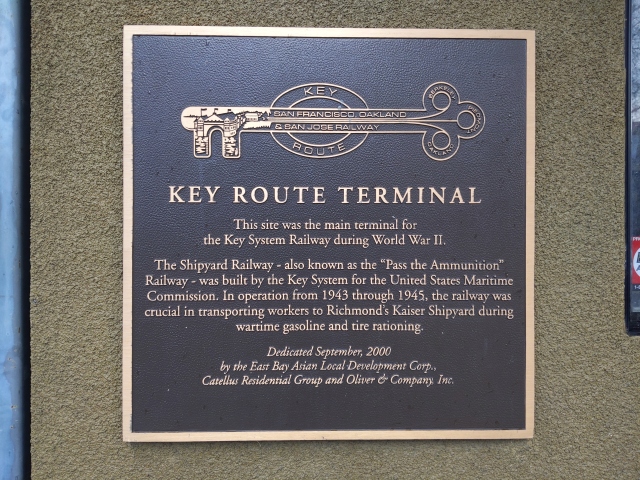 KEY
SAN FRANCISCO, OAKLAND
& SAN JOSE RAILWAY
ROUTE
BERKELEY
PIEDMONT
OAKLAND
KEY ROUTE TERMINAL
This site was the main terminal for
the Key System Railway during World War II.
The Shipyard Railway - also known as the “Pass the Ammunition”
Railway - was built by the Key System for the United States Maritime
Commission. In operation from 1943 through 1945, the railway was
crucial in transporting workers to Richmond's Kaiser Shipyard during
wartime gasoline and tire rationing.
Dedicated September, 2000
by the East Bay Asian Local Development Corp.,
Catellus Residential Group and Oliver & Company, Inc.